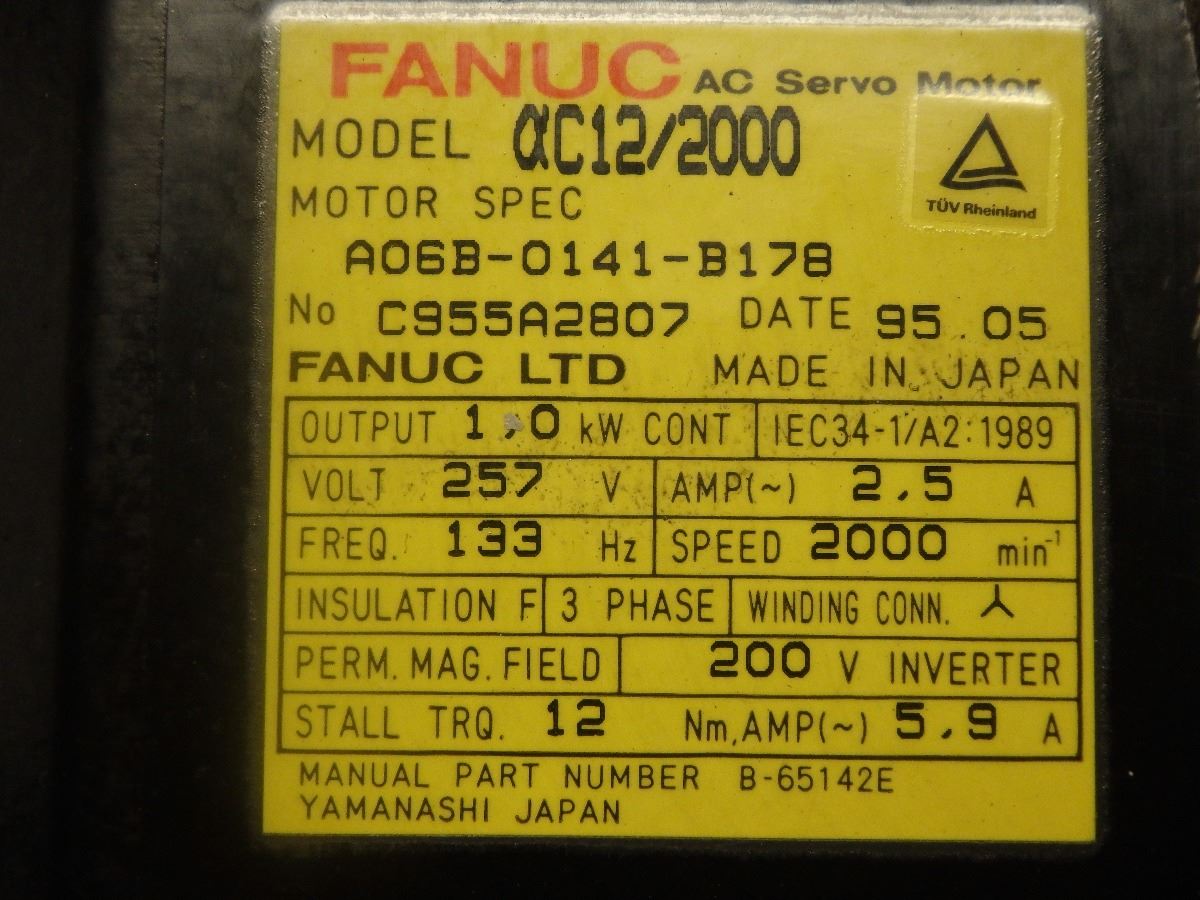 FANUC AC Servo Motor
MODEL αC12/2000
TÜV Rheinland
MOTOR SPEC
A06B-0141-B178
No C955A2807 DATE 95.05
FANUC LTD MADE IN JAPAN
OUTPUT 1,0 kW CONT IEC34-1/A2:1989
VOLT 257 V AMP(~) 2,5 A
FREQ. 133 Hz SPEED 2000 min⁻¹
INSULATION F 3 PHASE WINDING CONN.
PERM. MAG. FIELD 200 V INVERTER
STALL TRQ. 12 Nm, AMP(~) 5,9 A
MANUAL PART NUMBER B-65142E
YAMANASHI JAPAN